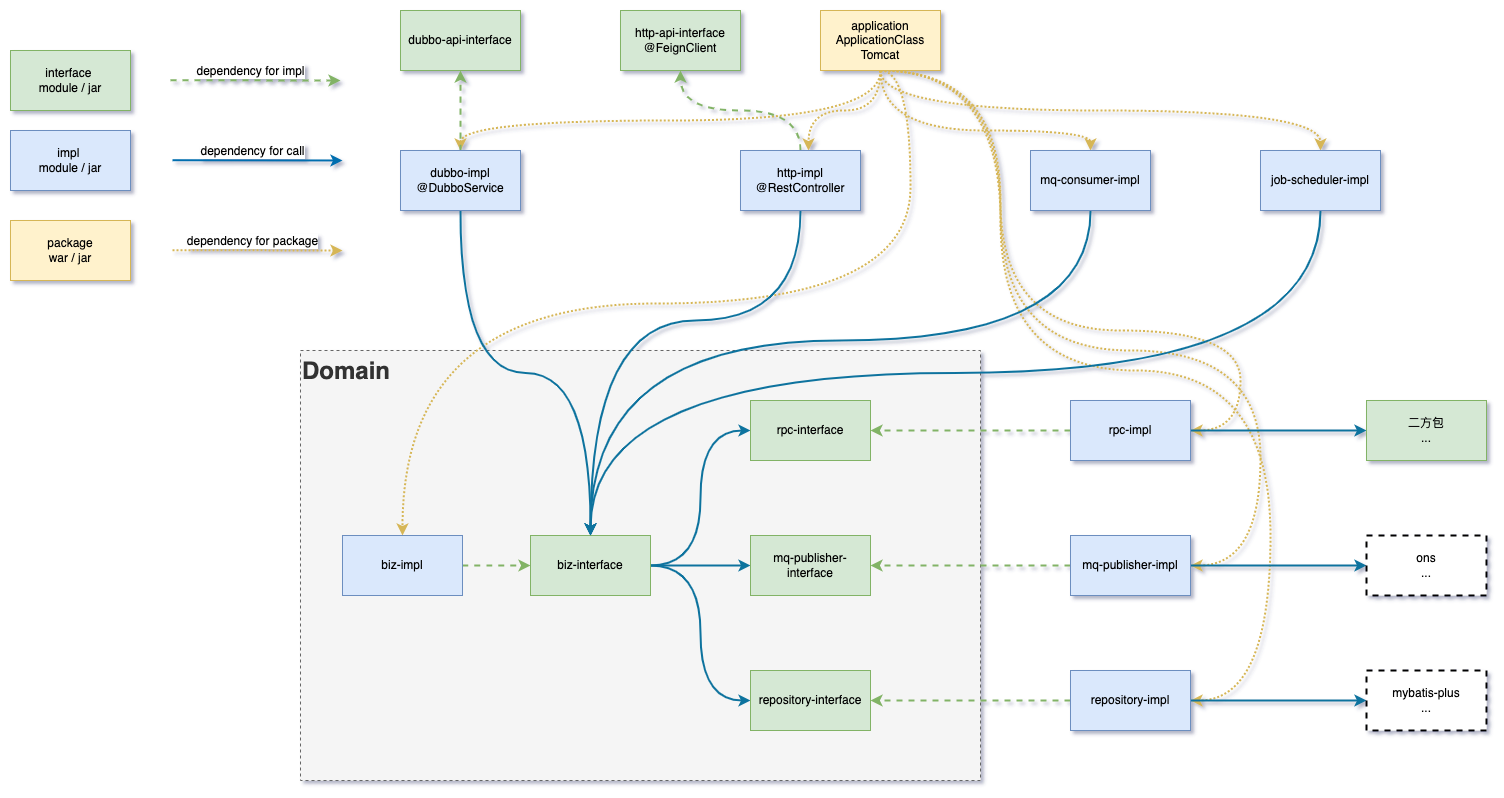 dubbo-api-interface
http-api-interface
@FeignClient
application
ApplicationClass
Tomcat
interface
module / jar
dependency for impl
impl
module / jar
dependency for call
package
war / jar
dependency for package
dubbo-impl
@DubboService
http-impl
@RestController
mq-consumer-impl
job-scheduler-impl
Domain
rpc-interface
rpc-impl
二方包
...
biz-impl
biz-interface
mq-publisher-
interface
mq-publisher-impl
ons
...
repository-interface
repository-impl
mybatis-plus
...